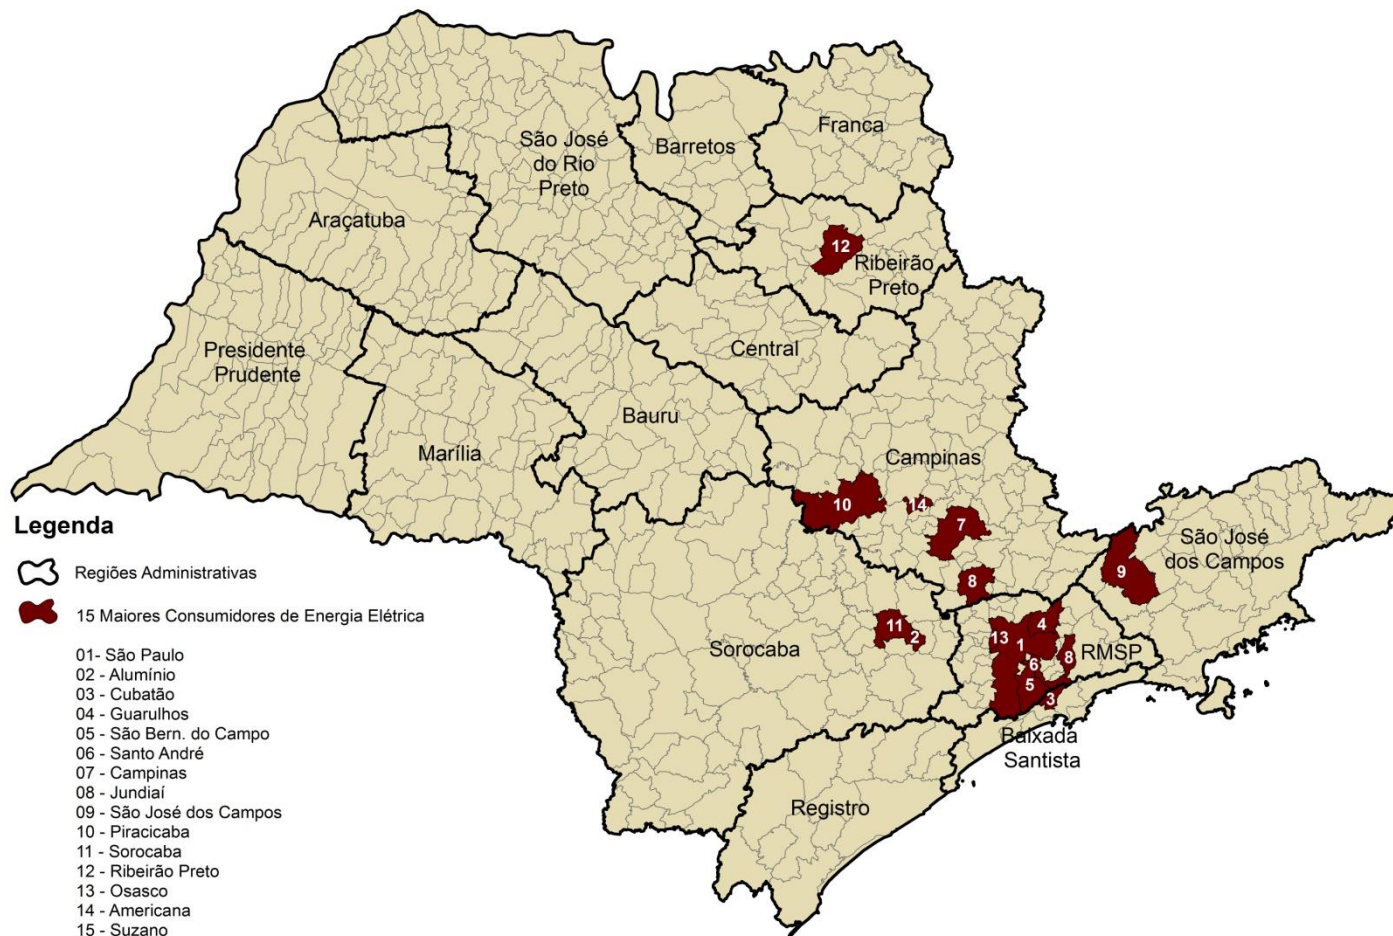 Franca
São José
do Rio
Preto
Barretos
Araçatuba
12
Ribeirão
Preto
Presidente
Prudente
Central
Bauru
Marília
Campinas
10
14
7
São José
dos Campos
9
8
11
2
Sorocaba
4
13
1
8
RMSP
6
5
3
Baixada
Santista
Registro
Legenda
Regiões Administrativas
15 Maiores Consumidores de Energia Elétrica
01- São Paulo
02 - Alumínio
03 - Cubatão
04 - Guarulhos
05 - São Bern. do Campo
06 - Santo André
07 - Campinas
08 - Jundiaí
09 - São José dos Campos
10 - Piracicaba
11 - Sorocaba
12 - Ribeirão Preto
13 - Osasco
14 - Americana
15 - Suzano